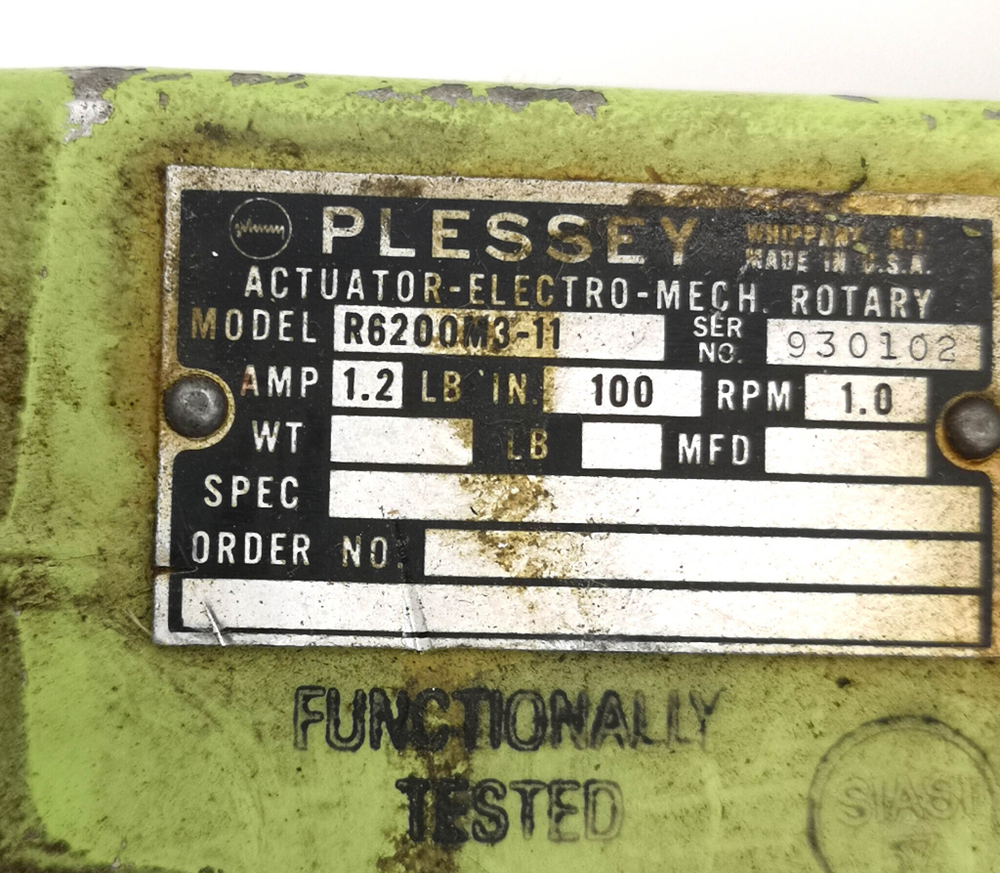 PLESSEY WHIPPANY, N.J.
MADE IN U.S.A.
ACTUATOR-ELECTRO-MECH. ROTARY
MODEL R6200M3-11 SER NO. 930102
AMP 1.2 LB IN. 100 RPM 1.0
WT LB MFD
SPEC
ORDER NO.
FUNCTIONALLY
TESTED